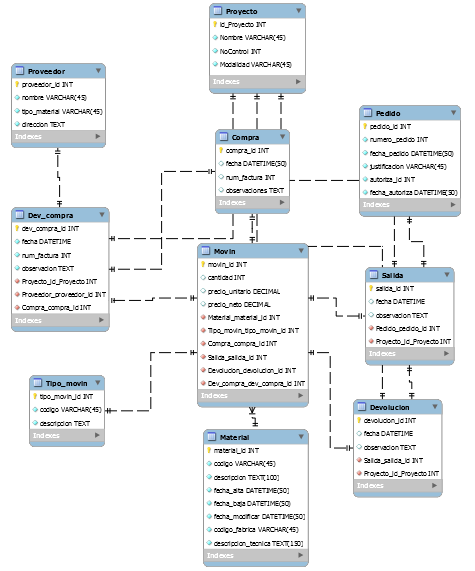 Proyecto
id_Proyecto INT
Nombre VARCHAR(45)
NoControl INT
Modalidad VARCHAR(45)
Indexes
Proveedor
proveedor_id INT
nombre VARCHAR(45)
tipo_material VARCHAR(45)
direccion TEXT
Indexes
Compra
compra_id INT
fecha DATETIME(50)
num_factura INT
observaciones TEXT
Indexes
Pedido
pedido_id INT
numero_pedido INT
fecha_pedido DATETIME(50)
justificacion VARCHAR(45)
autoriza_id INT
fecha_autoriza DATETIME(50)
Indexes
Dev_compra
dev_compra_id INT
fecha DATETIME
num_factura INT
observacion TEXT
Proyecto_id_Proyecto INT
Proveedor_proveedor_id INT
Compra_compra_id INT
Indexes
Movin
movin_id INT
cantidad INT
precio_unitario DECIMAL
precio_neto DECIMAL
Material_material_id INT
Tipo_movin_tipo_movin_id INT
Compra_compra_id INT
Salida_salida_id INT
Devolucion_devolucion_id INT
Dev_compra_dev_compra_id INT
Indexes
Salida
salida_id INT
fecha DATETIME
observacion TEXT
Pedido_pedido_id INT
Proyecto_id_Proyecto INT
Indexes
Tipo_movin
tipo_movin_id INT
codigo VARCHAR(45)
descripcion TEXT
Indexes
Devolucion
devolucion_id INT
fecha DATETIME
observacion TEXT
Salida_salida_id INT
Proyecto_id_Proyecto INT
Indexes
Material
material_id INT
codigo VARCHAR(45)
descripcion TEXT(100)
fecha_alta DATETIME(50)
fecha_baja DATETIME(50)
fecha_modificar DATETIME(50)
codigo_fabrica VARCHAR(45)
descripcion_tecnica TEXT(150)
Indexes